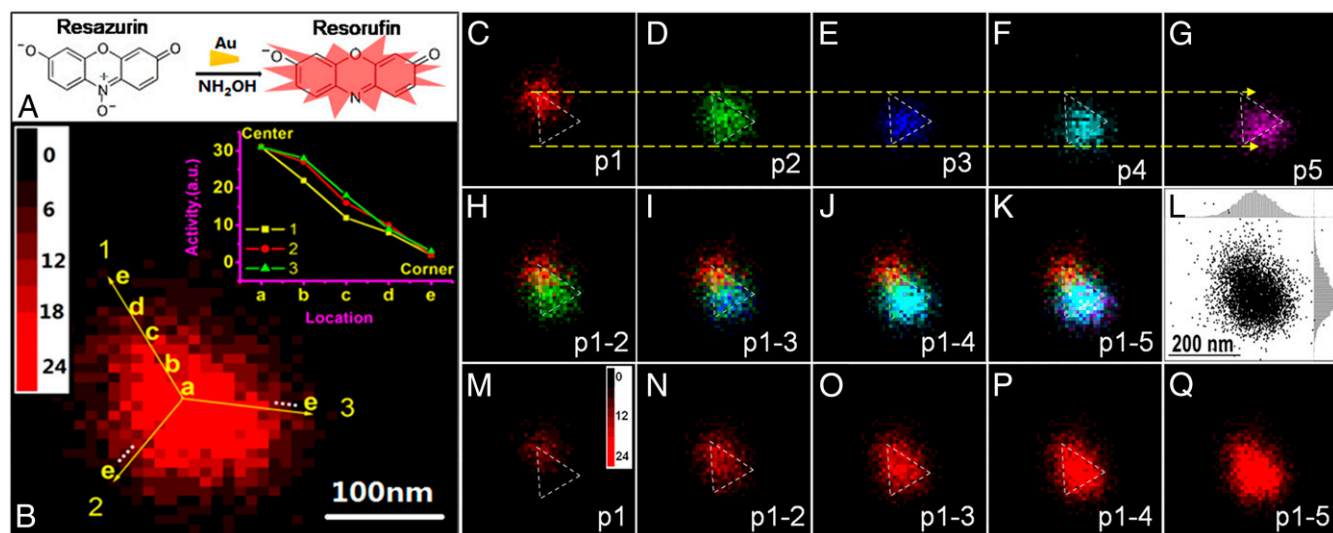 Resazurin
Resorufin
Au
NH2OH
⁻O
O
O
N
+
O⁻
⁻O
O
O
N
A
0
6
12
18
24
Center
30
20
10
0
Activity.(a.u.)
1
2
3
Corner
a b c d e
Location
1
e
d
c
b
a
e
3
e
2
100nm
B
C
p1
D
p2
E
p3
F
p4
G
p5
H
p1-2
I
p1-3
J
p1-4
K
p1-5
L
200 nm
M
0
12
24
p1
N
p1-2
O
p1-3
P
p1-4
Q
p1-5